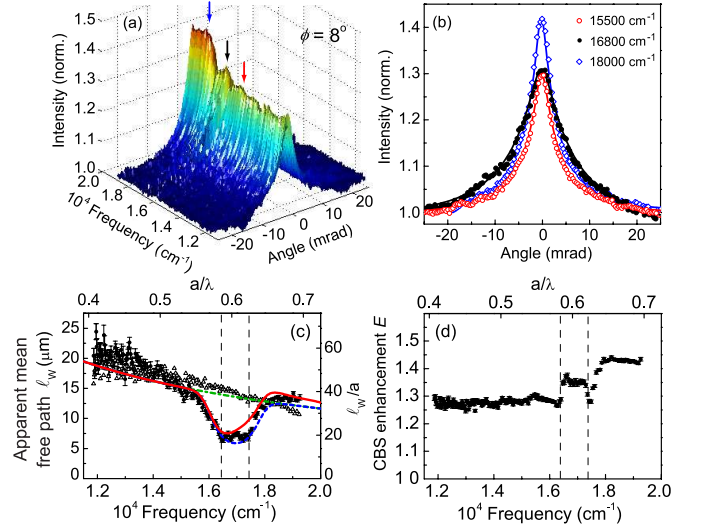 (a)
ϕ = 8°
Intensity (norm.)
1.5
1.4
1.3
1.2
1.1
1.0
2.0
1.8
1.6
1.4
1.2
10⁴ Frequency (cm⁻¹)
-20
-10
0
10
20
Angle (mrad)
(b)
15500 cm⁻¹
16800 cm⁻¹
18000 cm⁻¹
Intensity (norm.)
1.4
1.3
1.2
1.1
1.0
-20 -10 0 10 20
Angle (mrad)
a/λ
0.4 0.5 0.6 0.7
(c)
Apparent mean
free path ℓw (μm)
25
20
15
10
5
0
60
40
20
0
ℓw/a
1.2 1.4 1.6 1.8 2.0
10⁴ Frequency (cm⁻¹)
a/λ
0.4 0.5 0.6 0.7
(d)
CBS enhancement E
1.6
1.5
1.4
1.3
1.2
1.1
1.0
1.2 1.4 1.6 1.8 2.0
10⁴ Frequency (cm⁻¹)